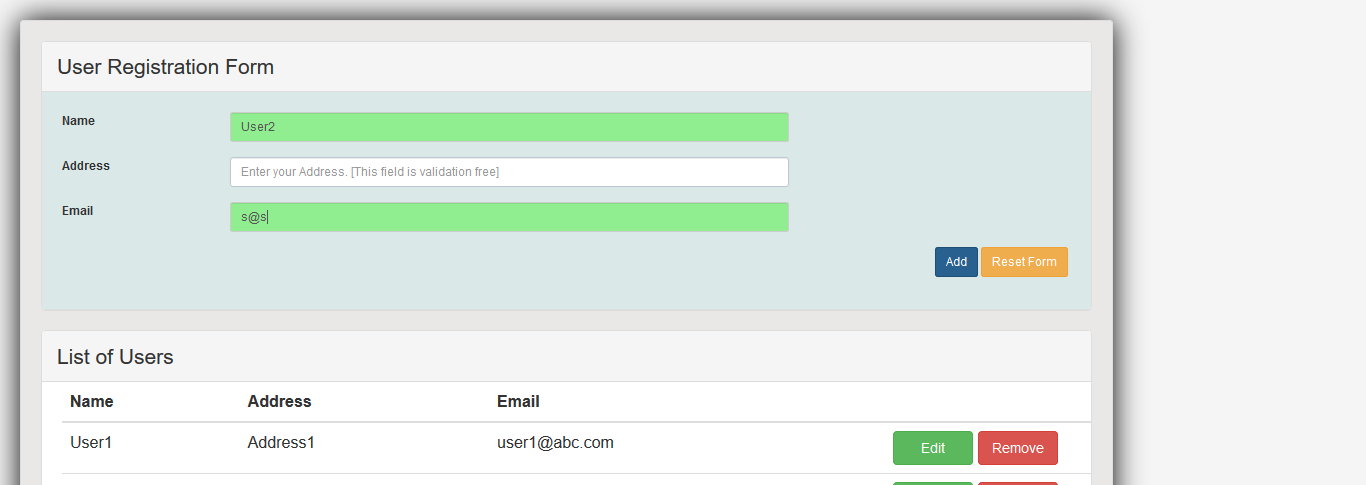 User Registration Form
Name
User2
Address
Enter your Address. [This field is validation free]
Email
s@s
Add Reset Form
List of Users
Name Address Email
User1 Address1 user1@abc.com Edit Remove